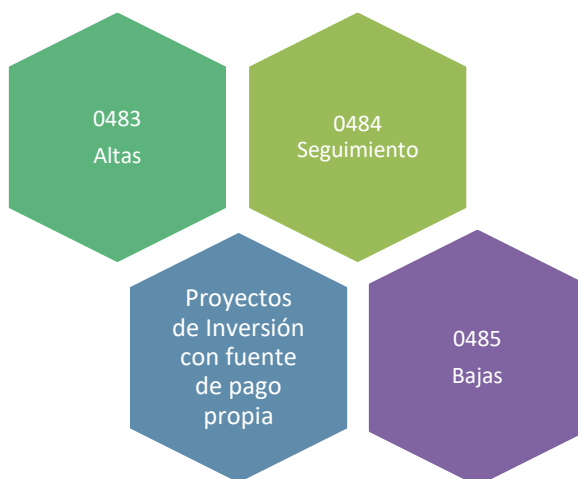 0483
Altas
0484
Seguimiento
Proyectos
de Inversión
con fuente
de pago
propia
0485
Bajas